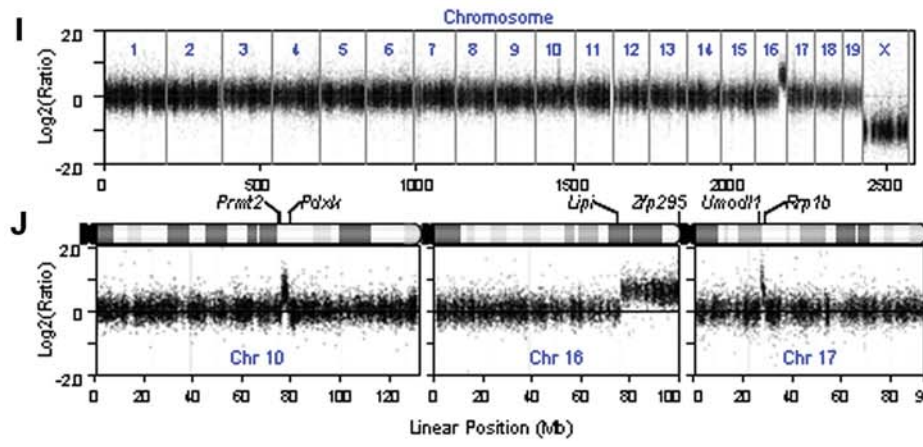 I
Chromosome
Log2(Ratio)
2.0
0
-2.0
1 2 3 4 5 6 7 8 9 10 11 12 13 14 15 16 17 18 19 X
0 500 1000 1500 2000 2500
J
Prmt2 Pdxk Lipi Zfp295 Umodl1 Rrp1b
Log2(Ratio)
2.0
0
-2.0
Chr 10 Chr 16 Chr 17
0 20 40 60 80 100 120 0 20 40 60 80 100 0 20 40 60 80 9
Linear Position (Mb)